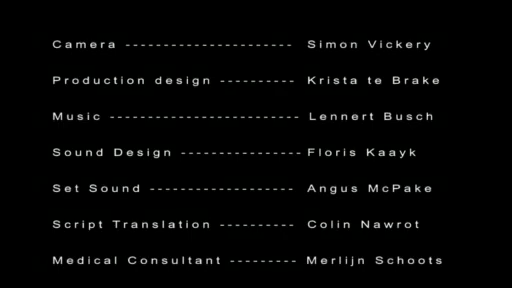 Camera ---------------------- Simon Vickery
Production design ---------- Krista te Brake
Music ------------------------- Lennert Busch
Sound Design ---------------- Floris Kaayk
Set Sound ------------------- Angus McPake
Script Translation ---------- Colin Nawrot
Medical Consultant --------- Merlijn Schoots